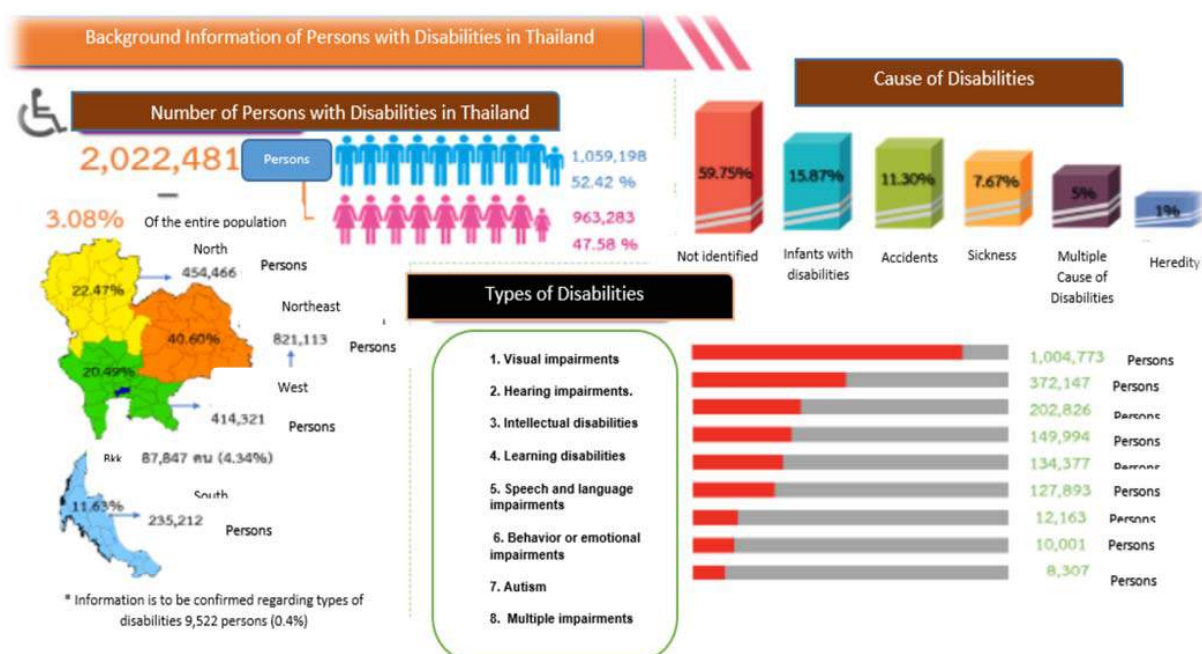 Background Information of Persons with Disabilities in Thailand
Number of Persons with Disabilities in Thailand
2,022,481
Persons
1,059,198
52.42 %
963,283
47.58 %
3.08%
Of the entire population
North
454,466
Persons
22.47%
Northeast
40.60%
821,113
Persons
20.49%
West
414,321
Persons
Bkk
87,847 คน (4.34%)
South
11.63%
235,212
Persons
* Information is to be confirmed regarding types of
disabilities 9,522 persons (0.4%)
Cause of Disabilities
59.75%
15.87%
11.30%
7.67%
5%
1%
Not identified
Infants with
disabilities
Accidents
Sickness
Multiple
Cause of
Disabilities
Heredity
Types of Disabilities
1. Visual impairments
2. Hearing impairments.
3. Intellectual disabilities
4. Learning disabilities
5. Speech and language
impairments
6. Behavior or emotional
impairments
7. Autism
8. Multiple impairments
1,004,773 Persons
372,147 Persons
202,826 Persons
149,994 Persons
134,377 Persons
127,893 Persons
12,163 Persons
10,001 Persons
8,307 Persons